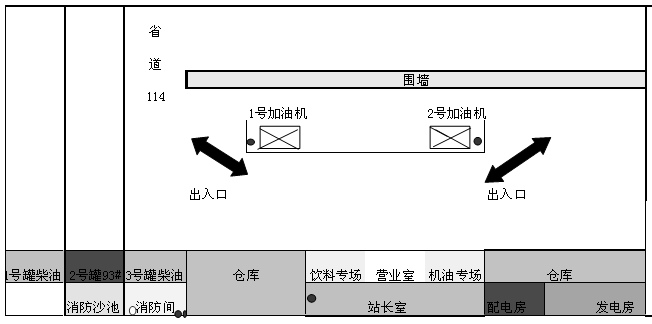 省
道
114
围墙
1号加油机
2号加油机
出入口
出入口
1号罐柴油
2号罐93#
3号罐柴油
仓库
饮料专场
营业室
机油专场
仓库
消防沙池
消防间
站长室
配电房
发电房